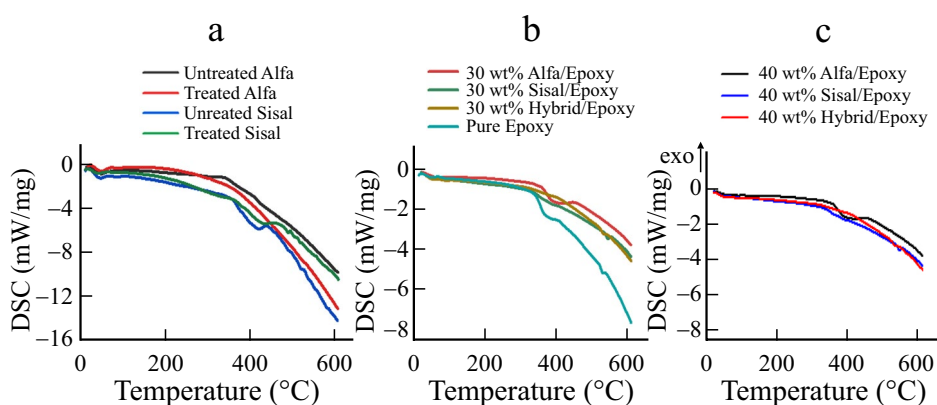 a
Untreated Alfa
Treated Alfa
Unreated Sisal
Treated Sisal
0
−4
−8
−12
−16
DSC (mW/mg)
0
200
400
600
Temperature (°C)
b
30 wt% Alfa/Epoxy
30 wt% Sisal/Epoxy
30 wt% Hybrid/Epoxy
Pure Epoxy
0
−2
−4
−6
−8
DSC (mW/mg)
0
200
400
600
Temperature (°C)
c
40 wt% Alfa/Epoxy
40 wt% Sisal/Epoxy
40 wt% Hybrid/Epoxy
exo
0
−2
−4
−6
−8
DSC (mW/mg)
0
200
400
600
Temperature (°C)